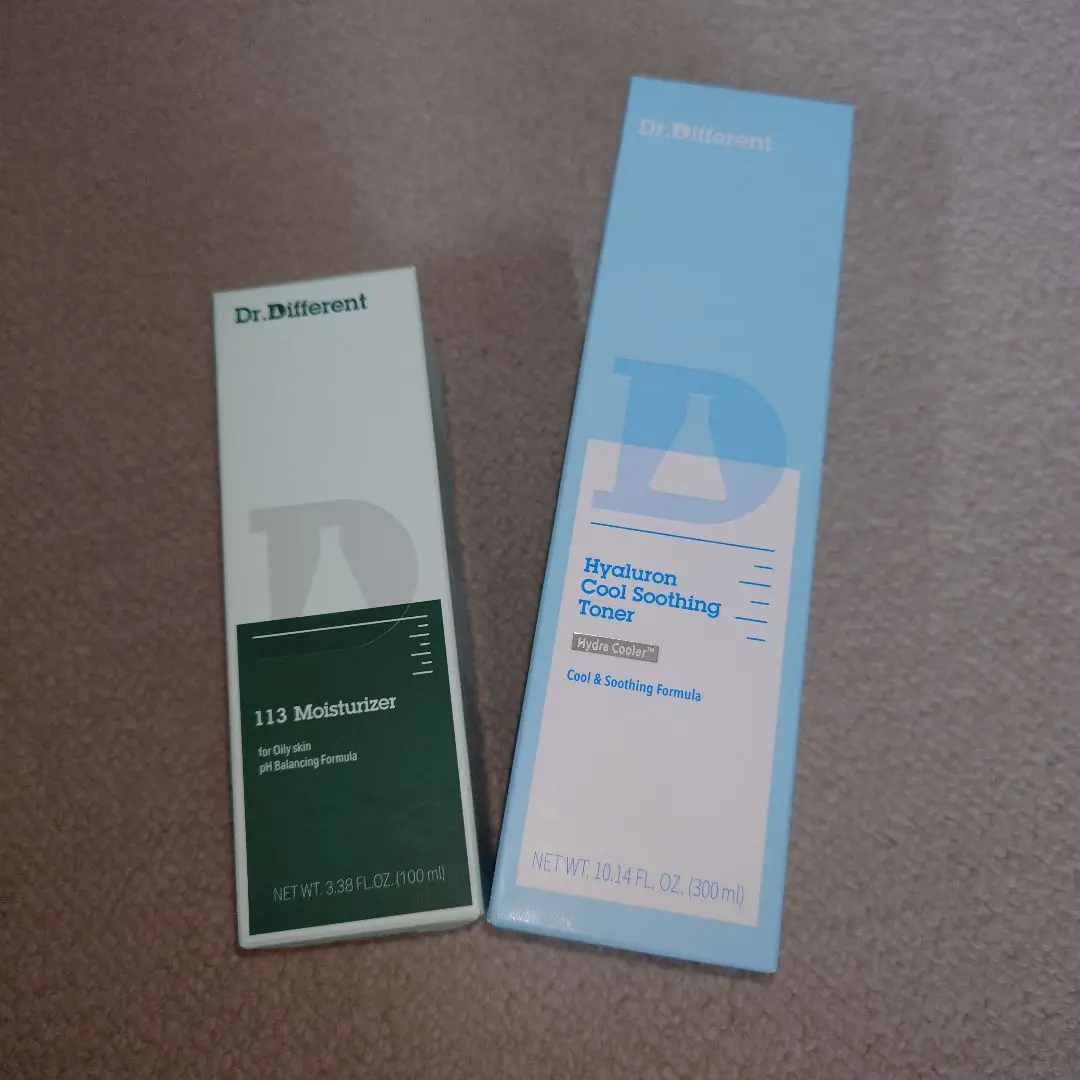 Dr.Different
113 Moisturizer
for Oily skin
pH Balancing Formula
NET WT. 3.38 FL.OZ. (100 ml)
Dr.Different
Hyaluron
Cool Soothing
Toner
Hydra Cooler™
Cool & Soothing Formula
NET WT. 10.14 FL. OZ. (300 ml)